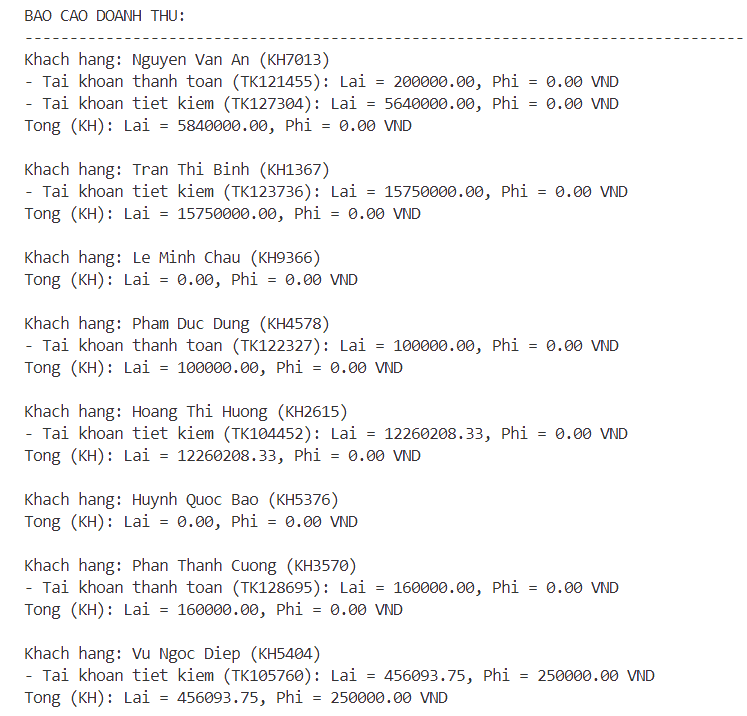 BAO CAO DOANH THU:
--------------------------------------------------------------------------------
Khach hang: Nguyen Van An (KH7013)
- Tai khoan thanh toan (TK121455): Lai = 200000.00, Phi = 0.00 VND
- Tai khoan tiet kiem (TK127304): Lai = 5640000.00, Phi = 0.00 VND
Tong (KH): Lai = 5840000.00, Phi = 0.00 VND

Khach hang: Tran Thi Binh (KH1367)
- Tai khoan tiet kiem (TK123736): Lai = 15750000.00, Phi = 0.00 VND
Tong (KH): Lai = 15750000.00, Phi = 0.00 VND

Khach hang: Le Minh Chau (KH9366)
Tong (KH): Lai = 0.00, Phi = 0.00 VND

Khach hang: Pham Duc Dung (KH4578)
- Tai khoan thanh toan (TK122327): Lai = 100000.00, Phi = 0.00 VND
Tong (KH): Lai = 100000.00, Phi = 0.00 VND

Khach hang: Hoang Thi Huong (KH2615)
- Tai khoan tiet kiem (TK104452): Lai = 12260208.33, Phi = 0.00 VND
Tong (KH): Lai = 12260208.33, Phi = 0.00 VND

Khach hang: Huynh Quoc Bao (KH5376)
Tong (KH): Lai = 0.00, Phi = 0.00 VND

Khach hang: Phan Thanh Cuong (KH3570)
- Tai khoan thanh toan (TK128695): Lai = 160000.00, Phi = 0.00 VND
Tong (KH): Lai = 160000.00, Phi = 0.00 VND

Khach hang: Vu Ngoc Diep (KH5404)
- Tai khoan tiet kiem (TK105760): Lai = 456093.75, Phi = 250000.00 VND
Tong (KH): Lai = 456093.75, Phi = 250000.00 VND